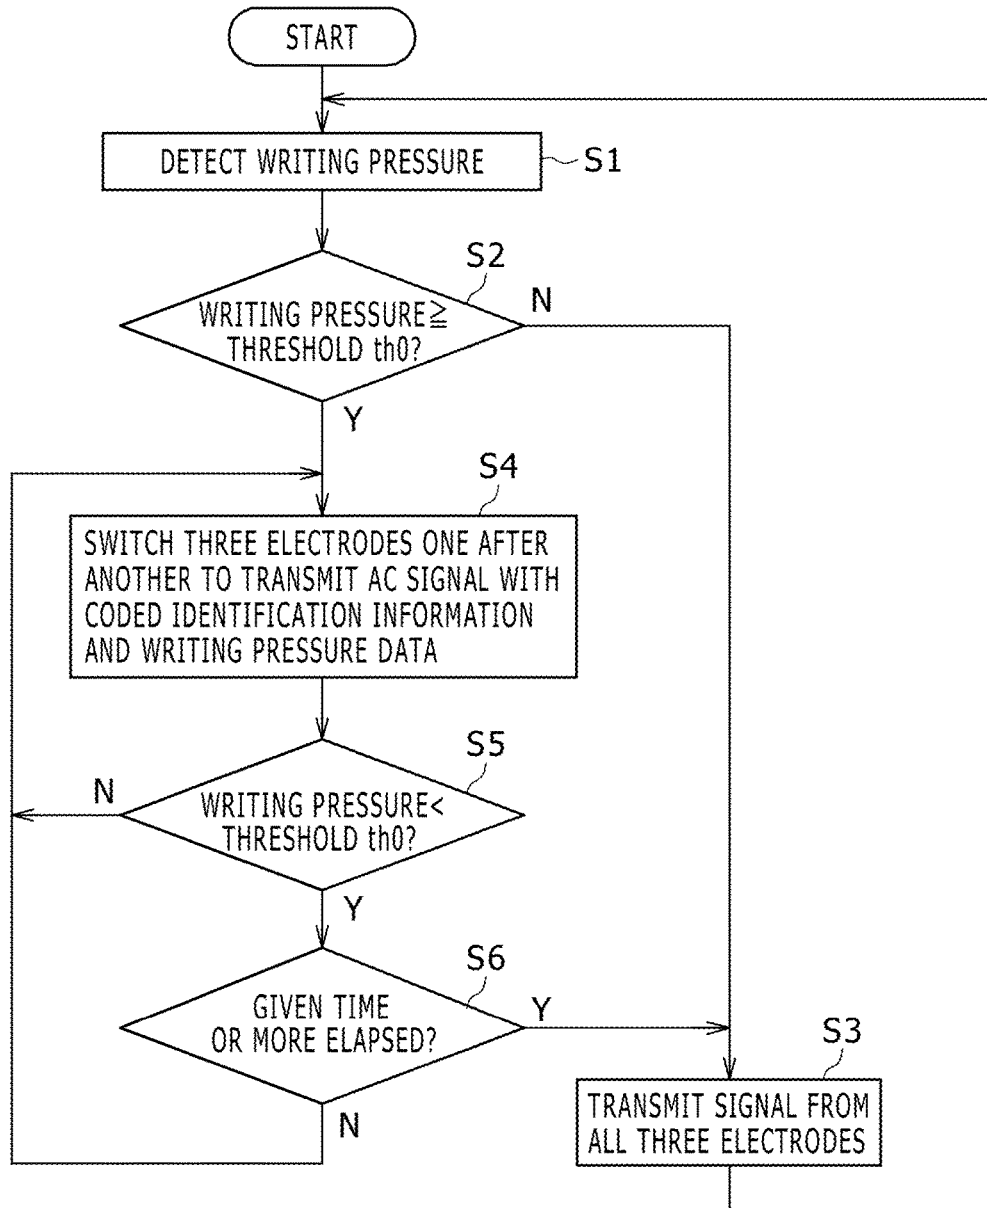 START
DETECT WRITING PRESSURE
S1
S2
WRITING PRESSURE≧
THRESHOLD th0?
N
Y
S4
SWITCH THREE ELECTRODES ONE AFTER
ANOTHER TO TRANSMIT AC SIGNAL WITH
CODED IDENTIFICATION INFORMATION
AND WRITING PRESSURE DATA
S5
N
WRITING PRESSURE<
THRESHOLD th0?
Y
S6
GIVEN TIME
OR MORE ELAPSED?
Y
N
S3
TRANSMIT SIGNAL FROM
ALL THREE ELECTRODES